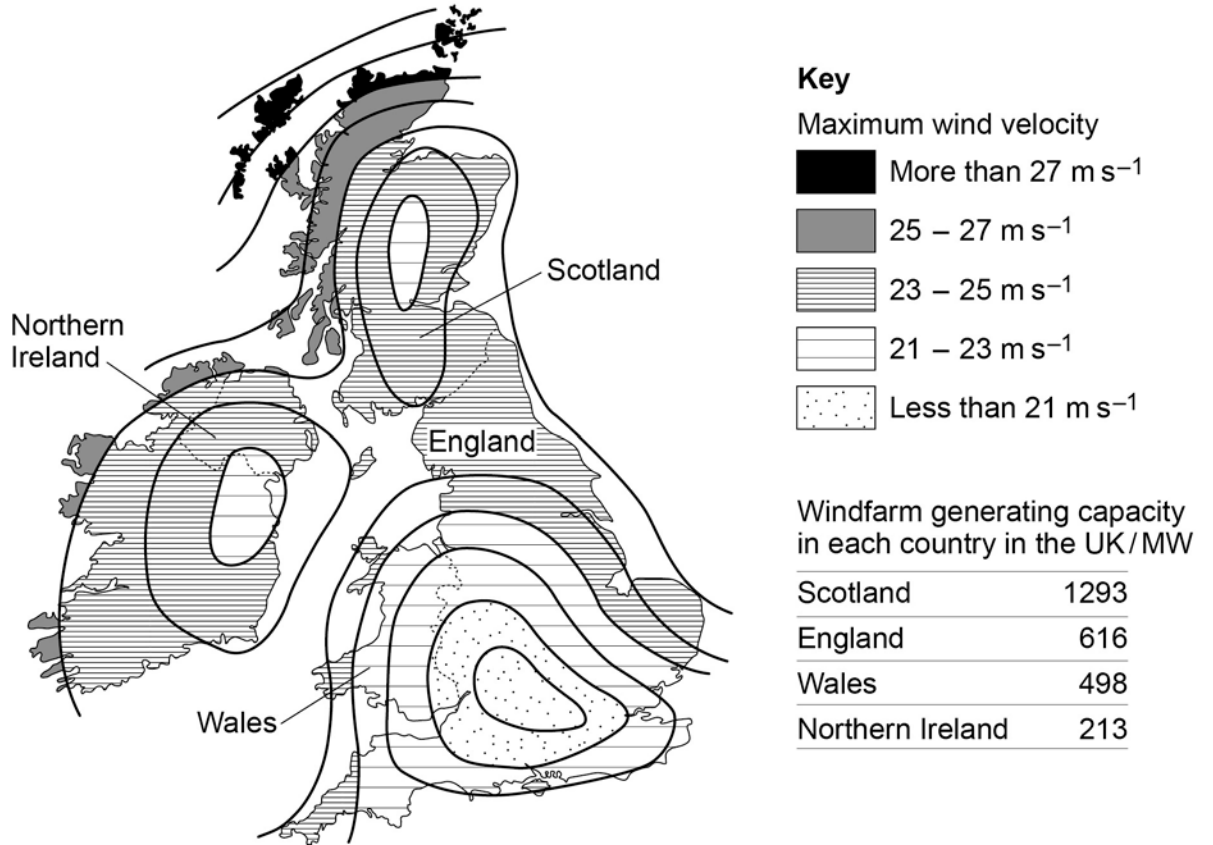 Scotland
Northern
Ireland
England
Wales
Key
Maximum wind velocity
More than 27 m s–1
25 – 27 m s–1
23 – 25 m s–1
21 – 23 m s–1
Less than 21 m s–1
Windfarm generating capacity
in each country in the UK / MW
Scotland 1293
England 616
Wales 498
Northern Ireland 213